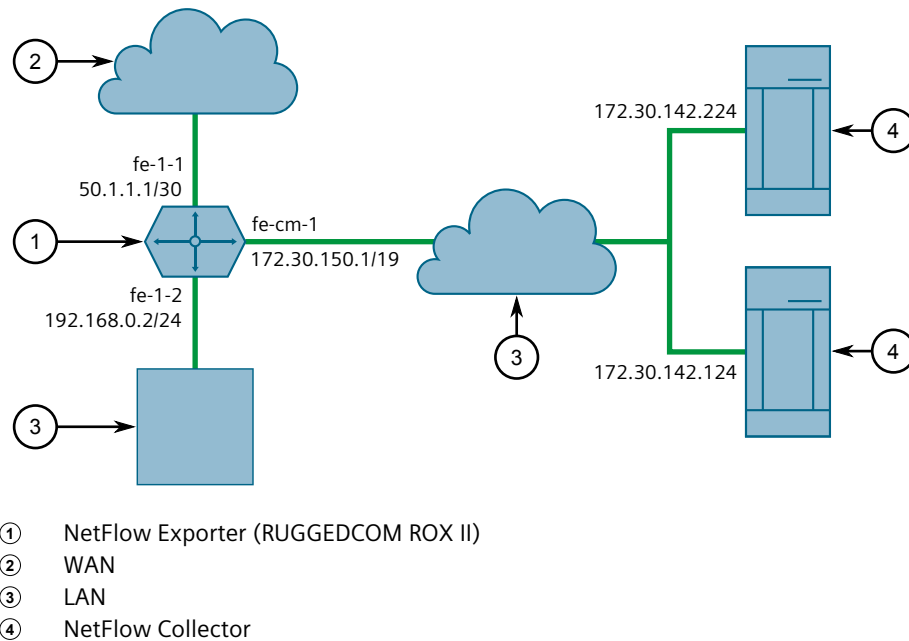 2
172.30.142.224
4
fe-1-1
50.1.1.1/30
1
fe-cm-1
172.30.150.1/19
fe-1-2
192.168.0.2/24
3
4
172.30.142.124
3
1 NetFlow Exporter (RUGGEDCOM ROX II)
2 WAN
3 LAN
4 NetFlow Collector